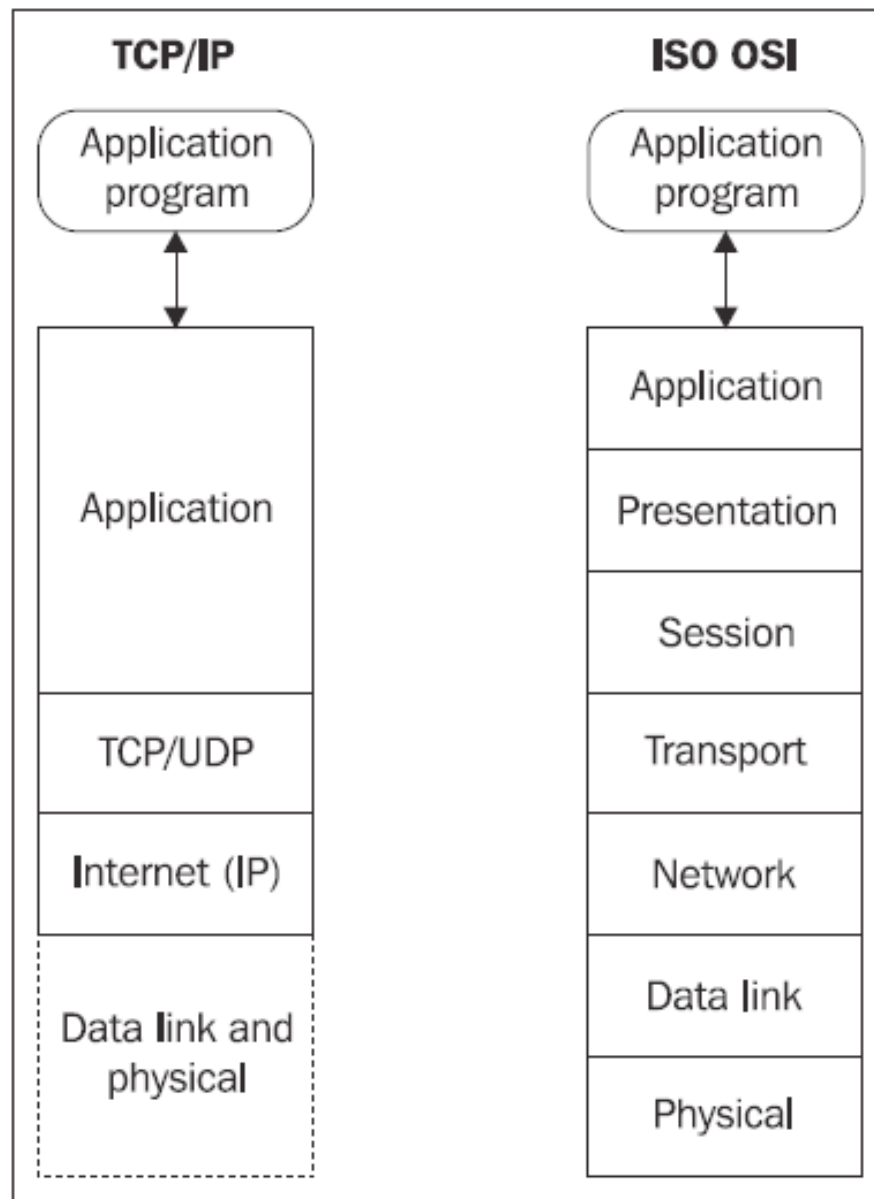 TCP/IP
Application
program
Application
TCP/UDP
Internet (IP)
Data link and
physical
ISO OSI
Application
program
Application
Presentation
Session
Transport
Network
Data link
Physical